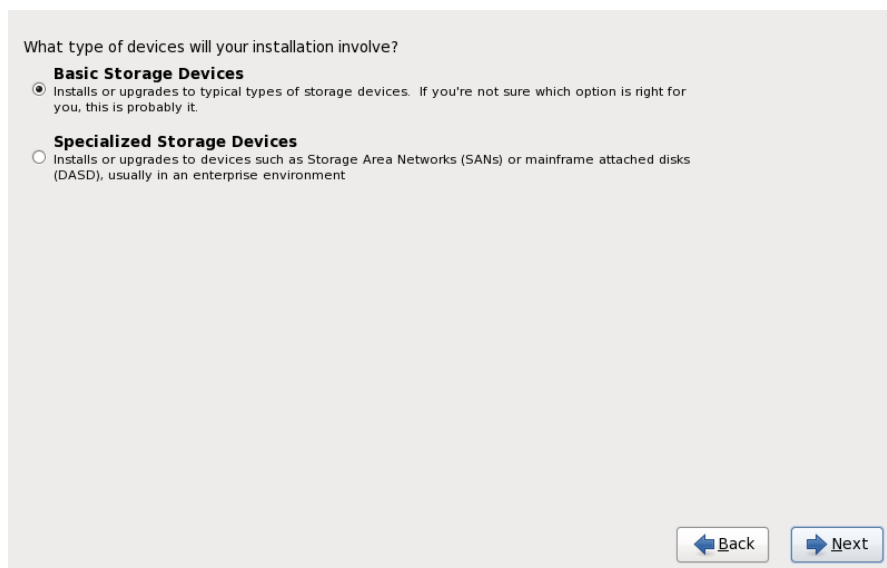 What type of devices will your installation involve?
Basic Storage Devices
Installs or upgrades to typical types of storage devices.  If you're not sure which option is right for
you, this is probably it.
Specialized Storage Devices
Installs or upgrades to devices such as Storage Area Networks (SANs) or mainframe attached disks
(DASD), usually in an enterprise environment
Back
Next